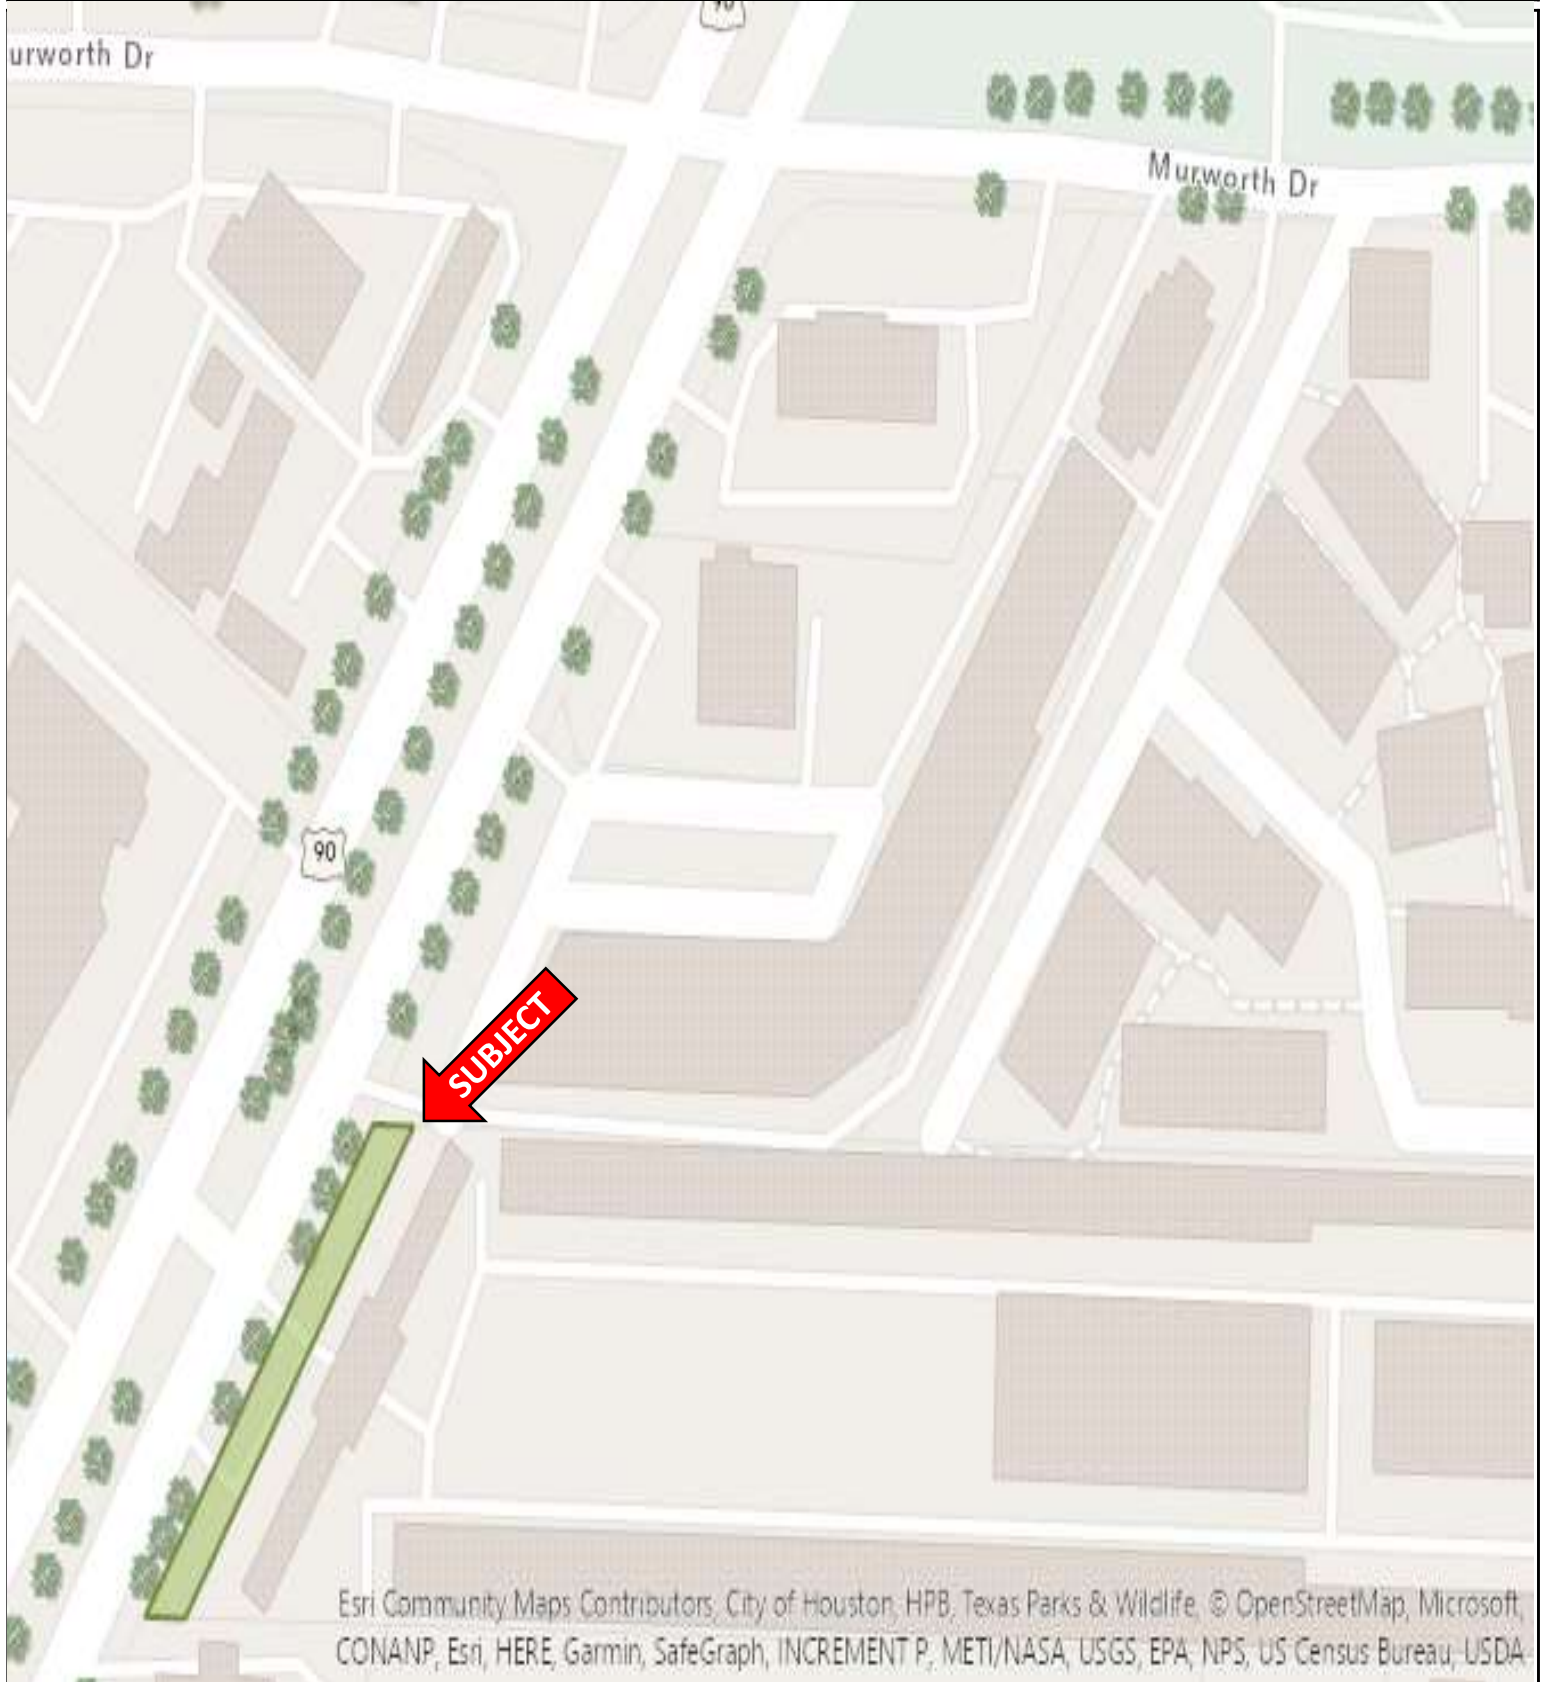 90
urworth Dr
Murworth Dr
90
SUBJECT
Esri Community Maps Contributors, City of Houston, HPB, Texas Parks & Wildlife, © OpenStreetMap, Microsoft,
CONANP, Esri, HERE, Garmin, SafeGraph, INCREMENT P, METI/NASA, USGS, EPA, NPS, US Census Bureau, USDA